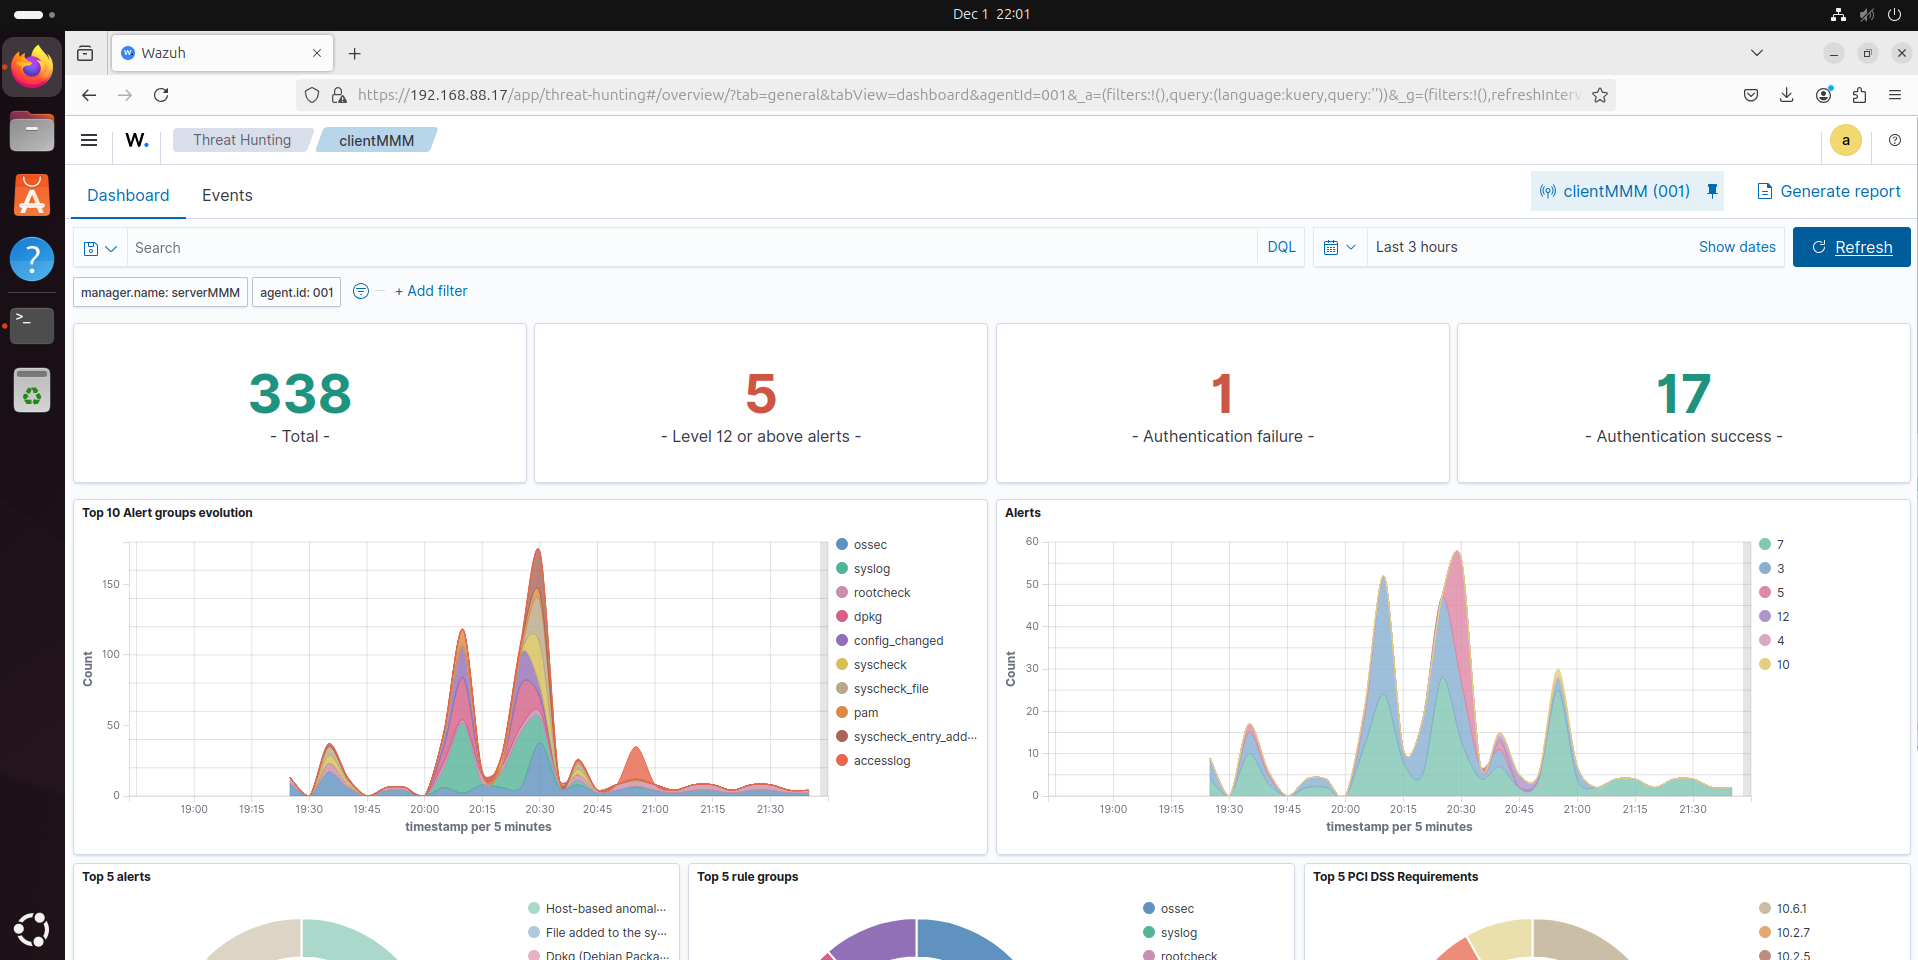 Dec 1 22:01
Wazuh
https://192.168.88.17/app/threat-hunting#/overview/?tab=general&tabView=dashboard&agentId=001&_a=(filters:!(),query:(language:kuery,query:''))&_g=(filters:!(),refreshInterv
W.
Threat Hunting
clientMMM
a
Dashboard
Events
clientMMM (001)
Generate report
Search
DQL
Last 3 hours
Show dates
Refresh
manager.name: serverMMM
agent.id: 001
+ Add filter
338
- Total -
5
- Level 12 or above alerts -
1
- Authentication failure -
17
- Authentication success -
Top 10 Alert groups evolution
150
100
50
0
Count
19:00 19:15 19:30 19:45 20:00 20:15 20:30 20:45 21:00 21:15 21:30
timestamp per 5 minutes
ossec
syslog
rootcheck
dpkg
config_changed
syscheck
syscheck_file
pam
syscheck_entry_add...
accesslog
Alerts
60
50
40
30
20
10
0
Count
19:00 19:15 19:30 19:45 20:00 20:15 20:30 20:45 21:00 21:15 21:30
timestamp per 5 minutes
7
3
5
12
4
10
Top 5 alerts
Host-based anomal...
File added to the sy...
Dpkg (Debian Packa...
Top 5 rule groups
ossec
syslog
rootcheck
Top 5 PCI DSS Requirements
10.6.1
10.2.7
10.2.5